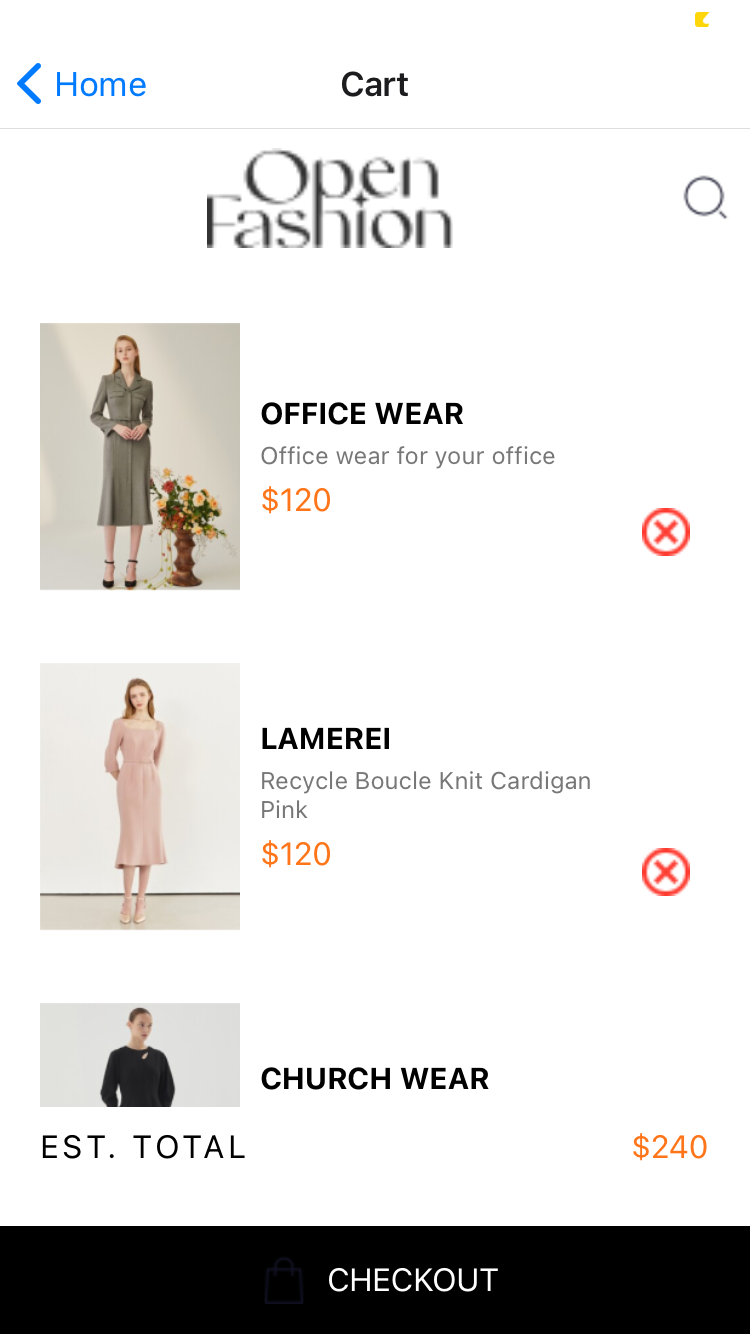 Home
Cart
Open
Fashion
OFFICE WEAR
Office wear for your office
$120
LAMEREI
Recycle Boucle Knit Cardigan
Pink
$120
CHURCH WEAR
EST. TOTAL
$240
CHECKOUT